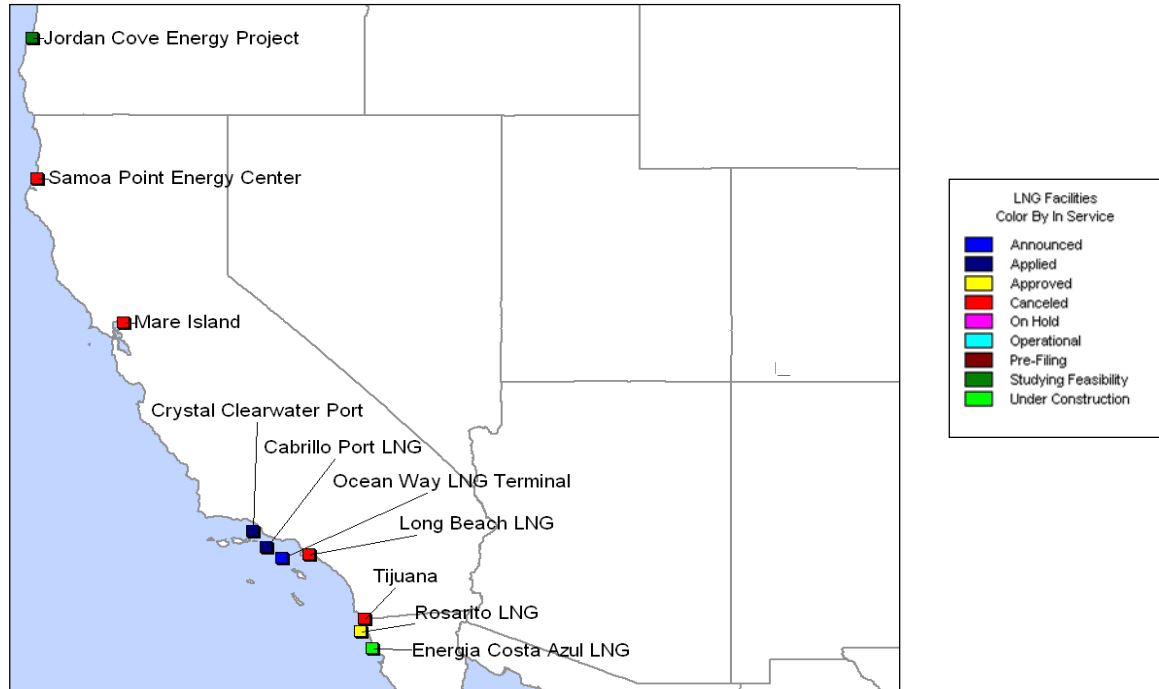 Jordan Cove Energy Project
Samoa Point Energy Center
Mare Island
Crystal Clearwater Port
Cabrillo Port LNG
Ocean Way LNG Terminal
Long Beach LNG
Tijuana
Rosarito LNG
Energia Costa Azul LNG
LNG Facilities
Color By In Service
Announced
Applied
Approved
Canceled
On Hold
Operational
Pre-Filing
Studying Feasibility
Under Construction